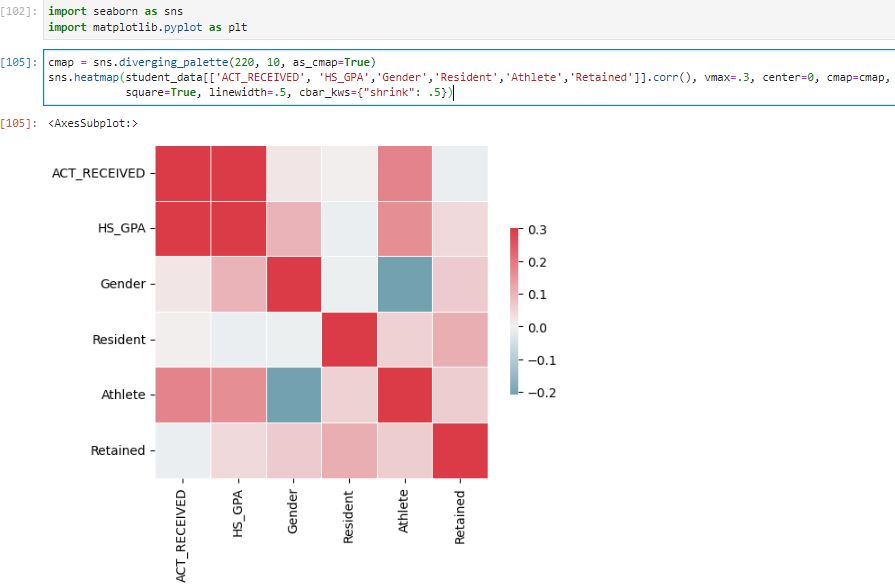 [102]: import seaborn as sns
import matplotlib.pyplot as plt
[105]: cmap = sns.diverging_palette(220, 10, as_cmap=True)
sns.heatmap(student_data[['ACT_RECEIVED', 'HS_GPA','Gender','Resident','Athlete','Retained']].corr(), vmax=.3, center=0, cmap=cmap,
square=True, linewidth=.5, cbar_kws={"shrink": .5})
[105]: <AxesSubplot:>
ACT_RECEIVED
HS_GPA
Gender
Resident
Athlete
Retained
ACT_RECEIVED
HS_GPA
Gender
Resident
Athlete
Retained
0.3
0.2
0.1
0.0
−0.1
−0.2